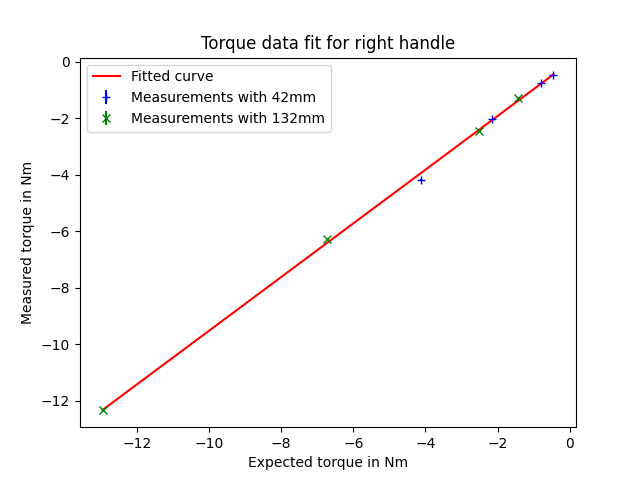 Torque data fit for right handle
Fitted curve
Measurements with 42mm
Measurements with 132mm
Measured torque in Nm
0
−2
−4
−6
−8
−10
−12
−12 −10 −8 −6 −4 −2 0
Expected torque in Nm